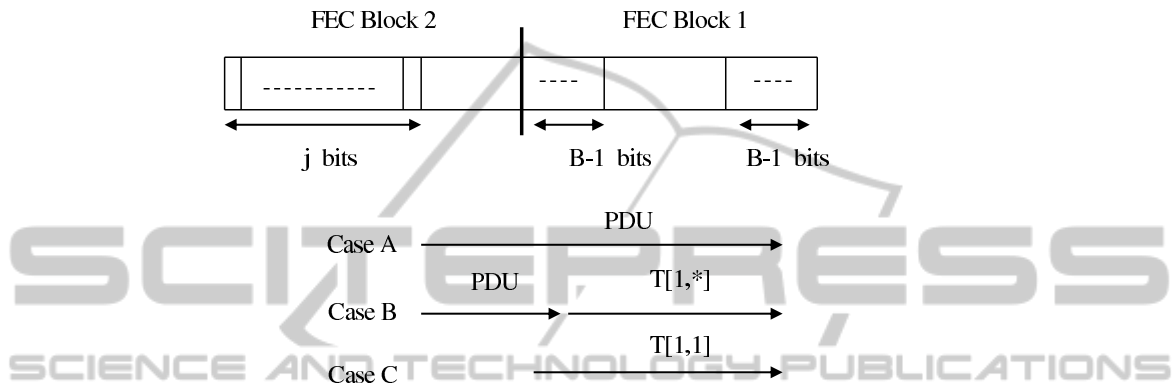 FEC Block 2 FEC Block 1
j bits B-1 bits B-1 bits
PDU
Case A
PDU T[1,*]
Case B
T[1,1]
Case C
SCITEPRESS
SCIENCE AND TECHNOLOGY PUBLICATIONS